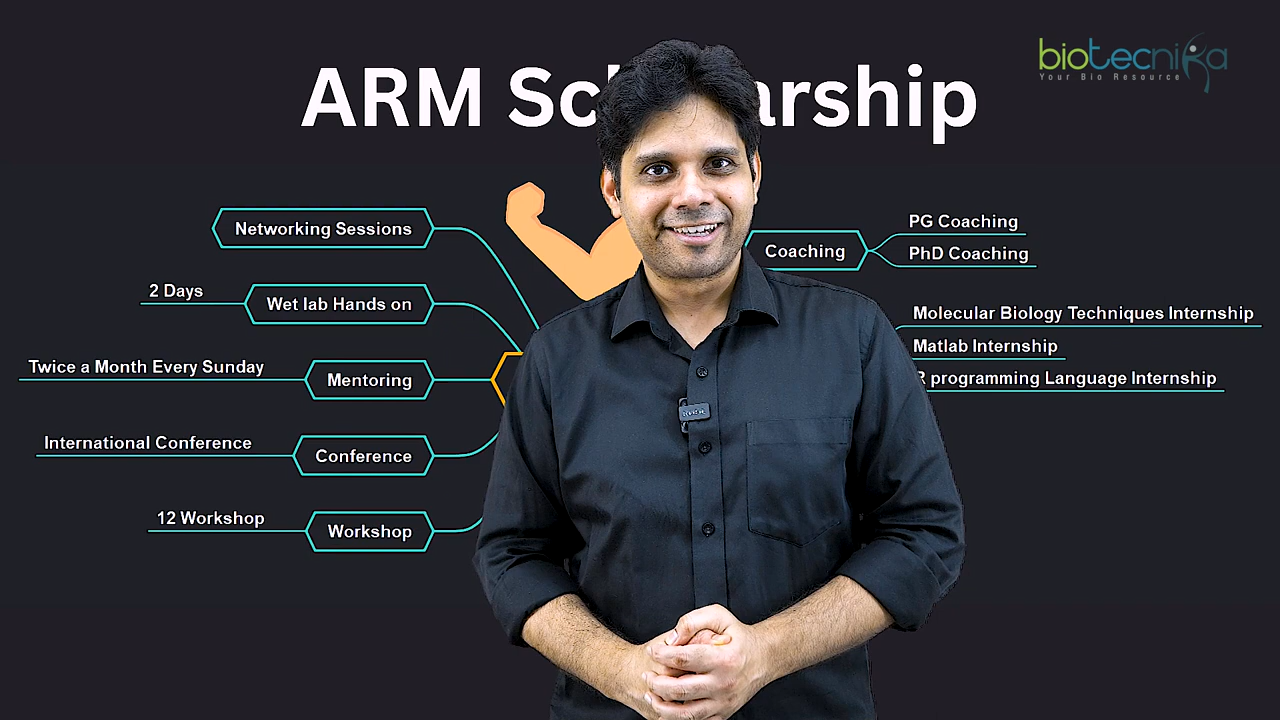 biotecnika
Your Bio Resource
ARM Sc arship
Networking Sessions
2 Days
Wet lab Hands on
Twice a Month Every Sunday
Mentoring
International Conference
Conference
12 Workshop
Workshop
Coaching
PG Coaching
PhD Coaching
Molecular Biology Techniques Internship
Matlab Internship
R programming Language Internship